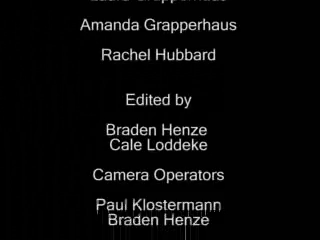 Amanda Grapperhaus
Rachel Hubbard
Edited by
Braden Henze
Cale Loddeke
Camera Operators
Paul Klostermann
Braden Henze